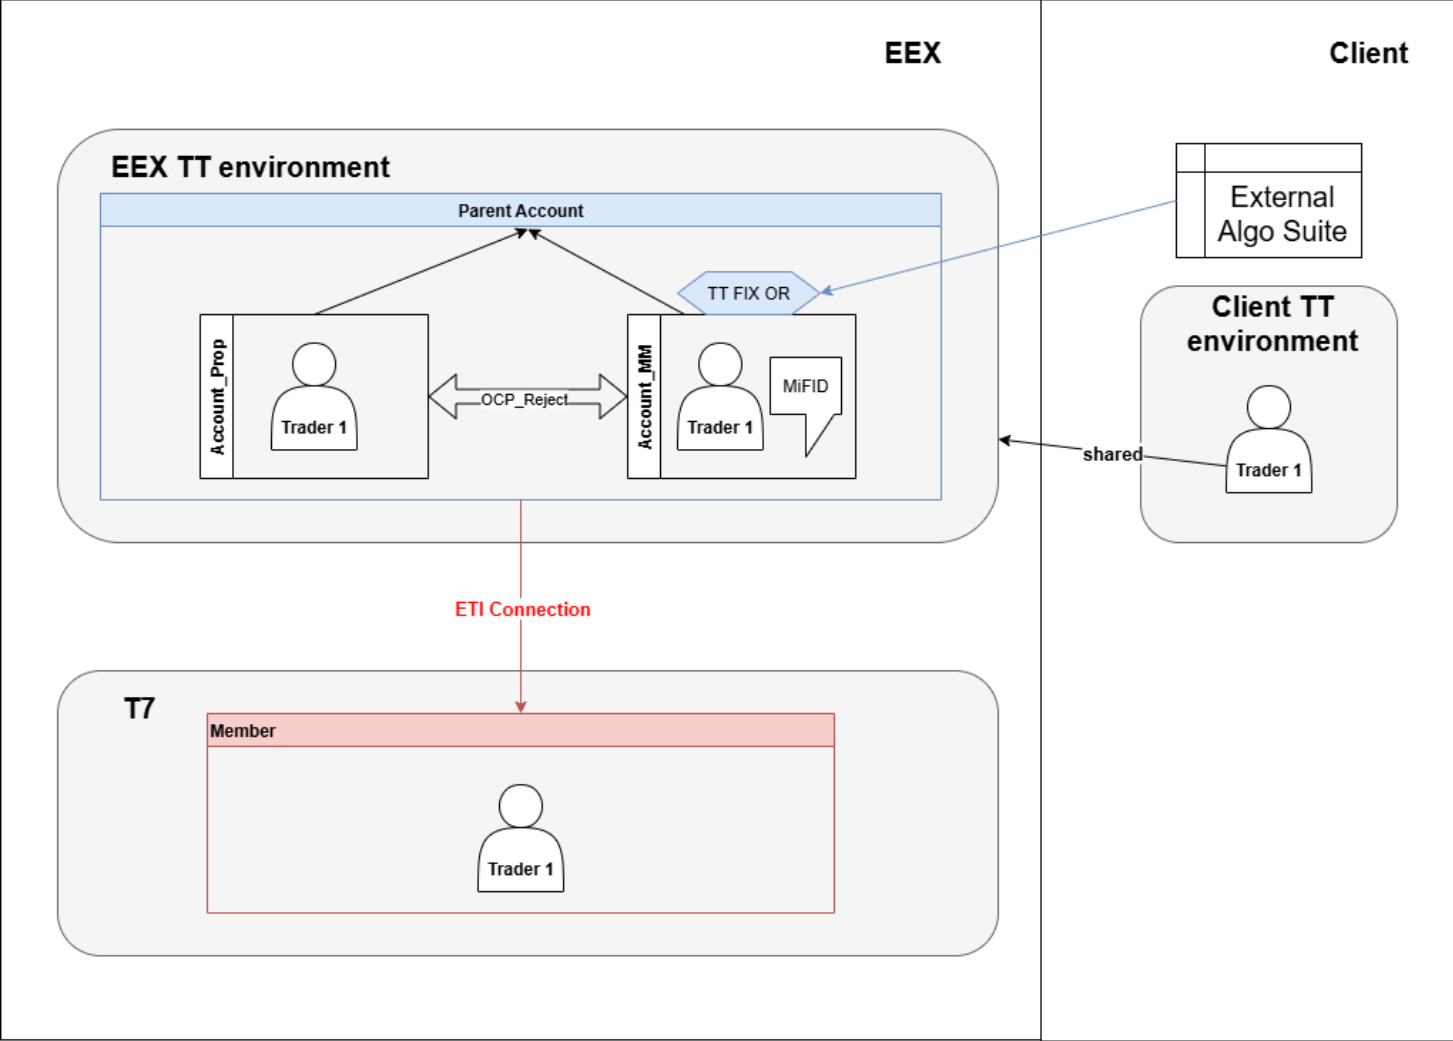 EEX
Client
EEX TT environment
Parent Account
External
Algo Suite
TT FIX OR
Client TT
environment
Account_Prop
Trader 1
OCP_Reject
Account_MM
Trader 1
MiFID
shared
Trader 1
ETI Connection
T7
Member
Trader 1